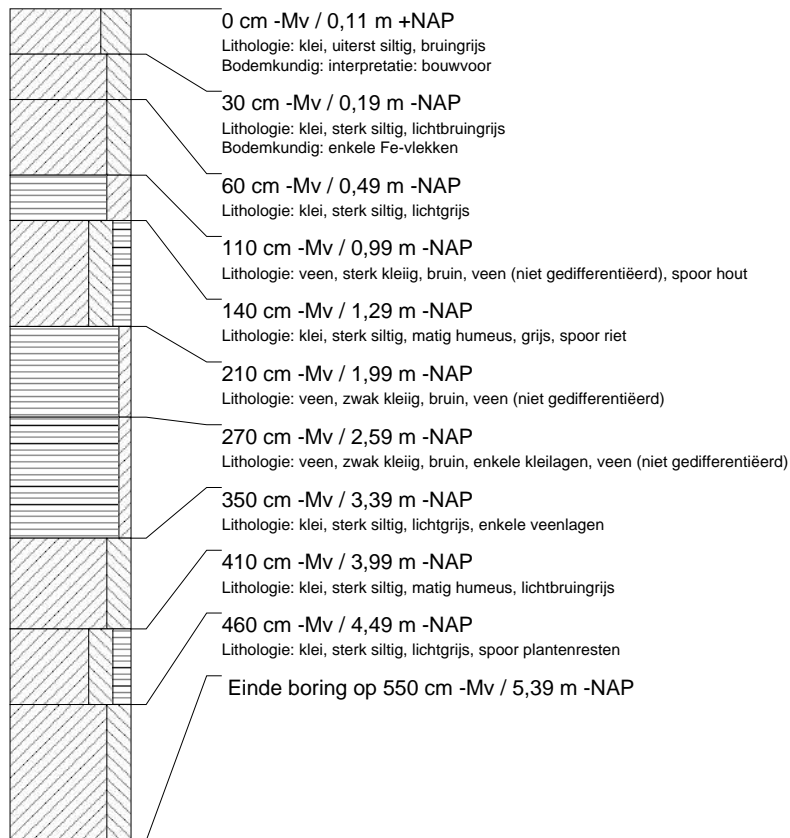 0 cm -Mv / 0,11 m +NAP
Lithologie: klei, uiterst siltig, bruingrijs
Bodemkundig: interpretatie: bouwvoor
30 cm -Mv / 0,19 m -NAP
Lithologie: klei, sterk siltig, lichtbruingrijs
Bodemkundig: enkele Fe-vlekken
60 cm -Mv / 0,49 m -NAP
Lithologie: klei, sterk siltig, lichtgrijs
110 cm -Mv / 0,99 m -NAP
Lithologie: veen, sterk kleiig, bruin, veen (niet gedifferentiëerd), spoor hout
140 cm -Mv / 1,29 m -NAP
Lithologie: klei, sterk siltig, matig humeus, grijs, spoor riet
210 cm -Mv / 1,99 m -NAP
Lithologie: veen, zwak kleiig, bruin, veen (niet gedifferentiëerd)
270 cm -Mv / 2,59 m -NAP
Lithologie: veen, zwak kleiig, bruin, enkele kleilagen, veen (niet gedifferentiëerd)
350 cm -Mv / 3,39 m -NAP
Lithologie: klei, sterk siltig, lichtgrijs, enkele veenlagen
410 cm -Mv / 3,99 m -NAP
Lithologie: klei, sterk siltig, matig humeus, lichtbruingrijs
460 cm -Mv / 4,49 m -NAP
Lithologie: klei, sterk siltig, lichtgrijs, spoor plantenresten
Einde boring op 550 cm -Mv / 5,39 m -NAP